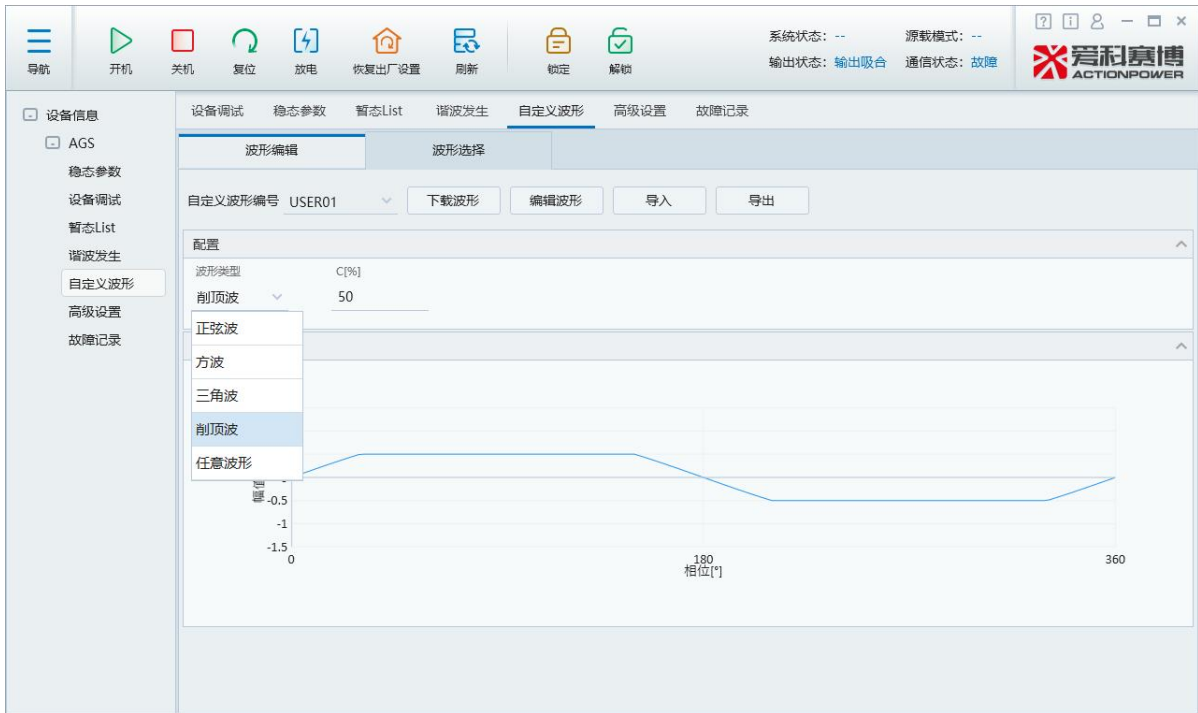 系统状态: -- 源载模式: --
导航 开机 关机 复位 放电 恢复出厂设置 刷新 锁定 解锁
输出状态: 输出吸合 通信状态: 故障
爱科赛博
ACTIONPOWER
设备信息
AGS
稳态参数
设备调试
暂态List
谐波发生
自定义波形
高级设置
故障记录
设备调试 稳态参数 暂态List 谐波发生 自定义波形 高级设置 故障记录
波形编辑 波形选择
自定义波形编号 USER01 下载波形 编辑波形 导入 导出
配置
波形类型 C[%]
削顶波 50
正弦波
方波
三角波
削顶波
任意波形
幅值
-0.5
-1
-1.5
0 180 360
相位[°]